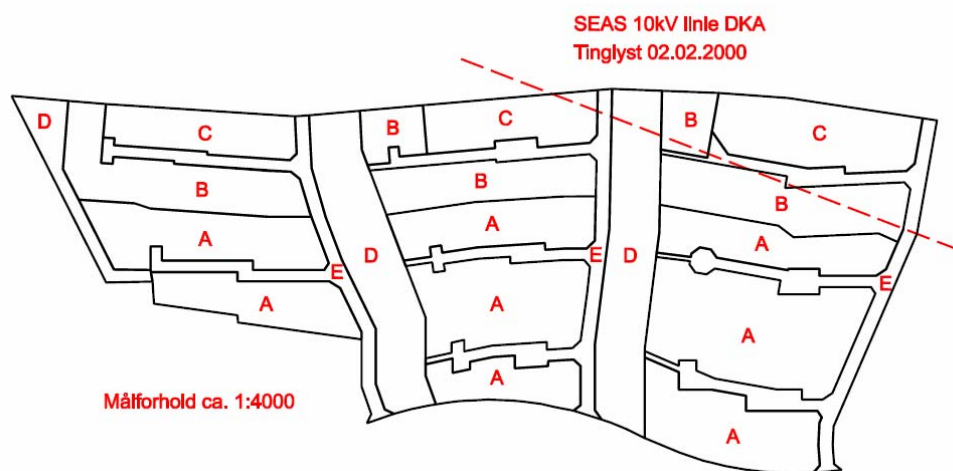 SEAS 10kV linie DKA
Tinglyst 02.02.2000
D
C
B
C
B
C
B
B
B
A
A
A
D
E
E
D
E
A
A
A
A
A
Målforhold ca. 1:4000